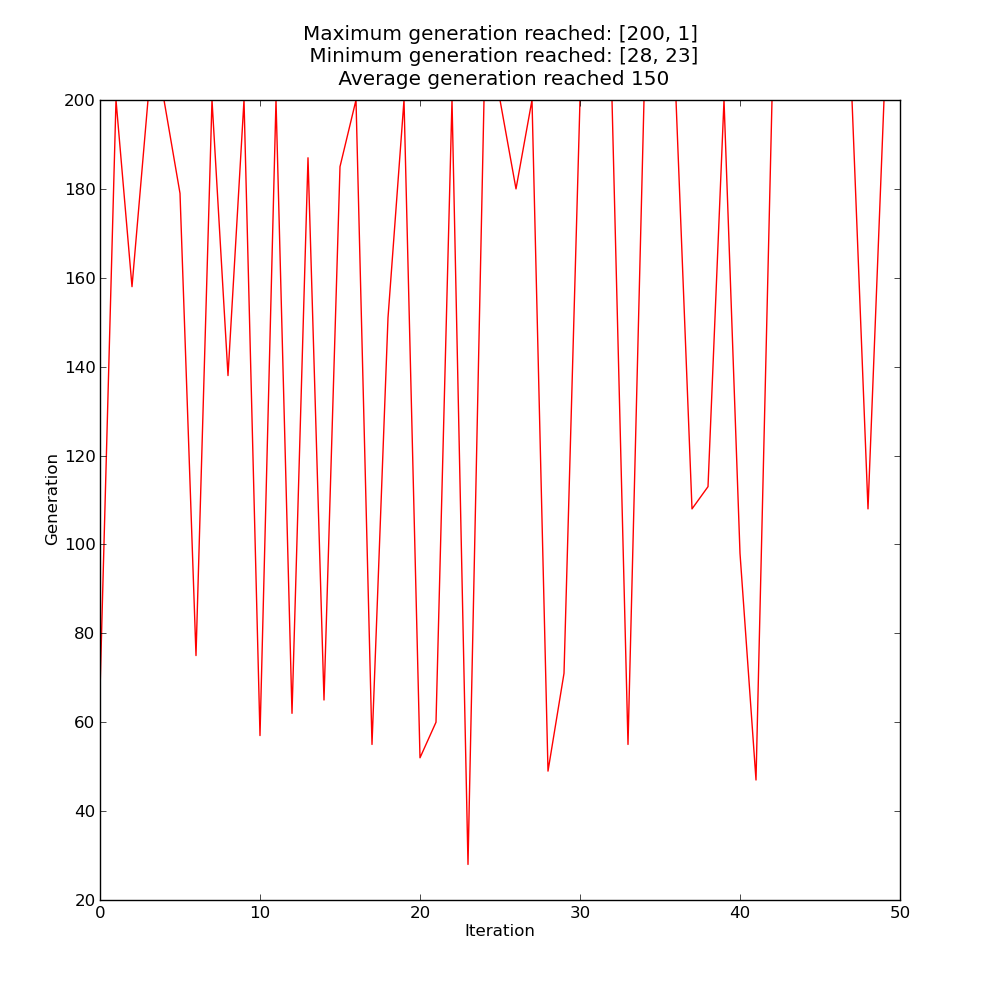 Maximum generation reached: [200, 1]
Minimum generation reached: [28, 23]
Average generation reached 150
200
180
160
140
120
100
80
60
40
20
Generation
0 10 20 30 40 50
Iteration